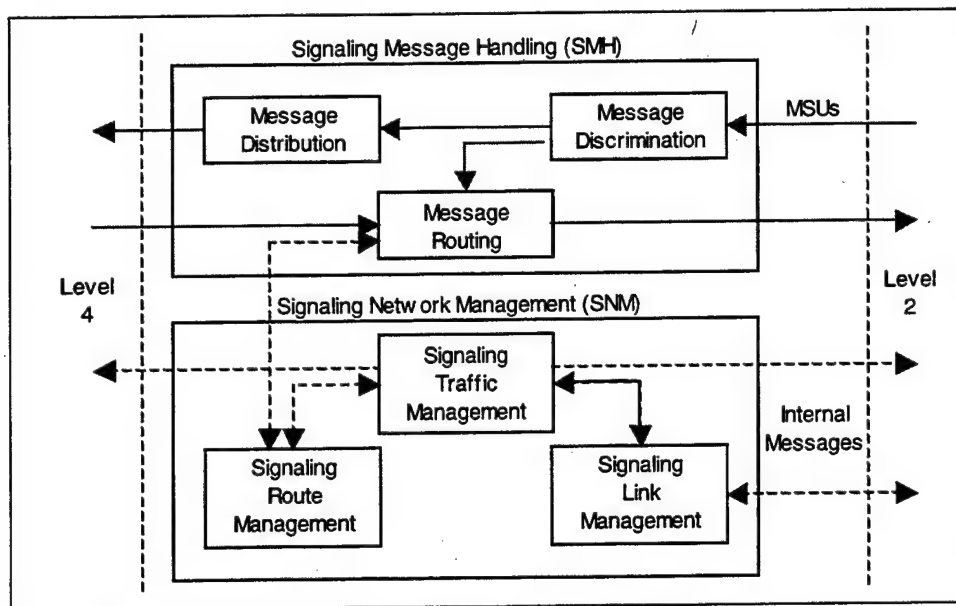 Signaling Message Handling (SMH)
Message
Distribution
Message
Discrimination
MSUs
Message
Routing
Level
4
Level
2
Signaling Network Management (SNM)
Signaling
Traffic
Management
Internal
Messages
Signaling
Route
Management
Signaling
Link
Management